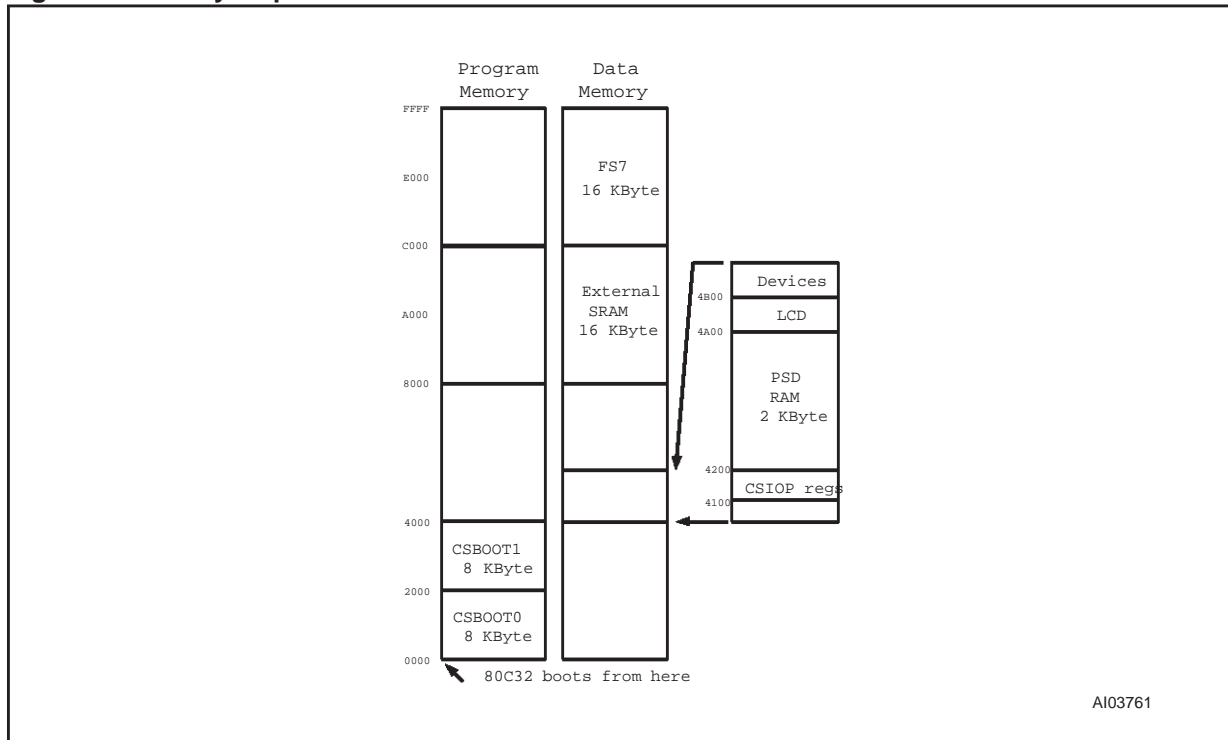 Program
Memory
Data
Memory
FFFF
E000
C000
A000
8000
4000
2000
0000
FS7
16 KByte
External
SRAM
16 KByte
CSBOOT1
8 KByte
CSBOOT0
8 KByte
Devices
4B00
LCD
4A00
PSD
RAM
2 KByte
4200
CSIOP regs
4100
80C32 boots from here
AI03761